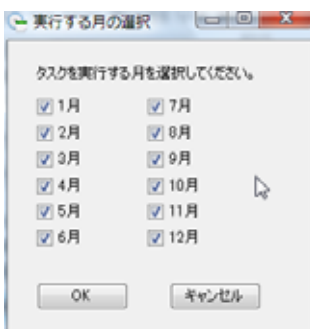 実行する月の選択
タスクを実行する月を選択してください。
1月 7月
2月 8月
3月 9月
4月 10月
5月 11月
6月 12月
OK キャンセル